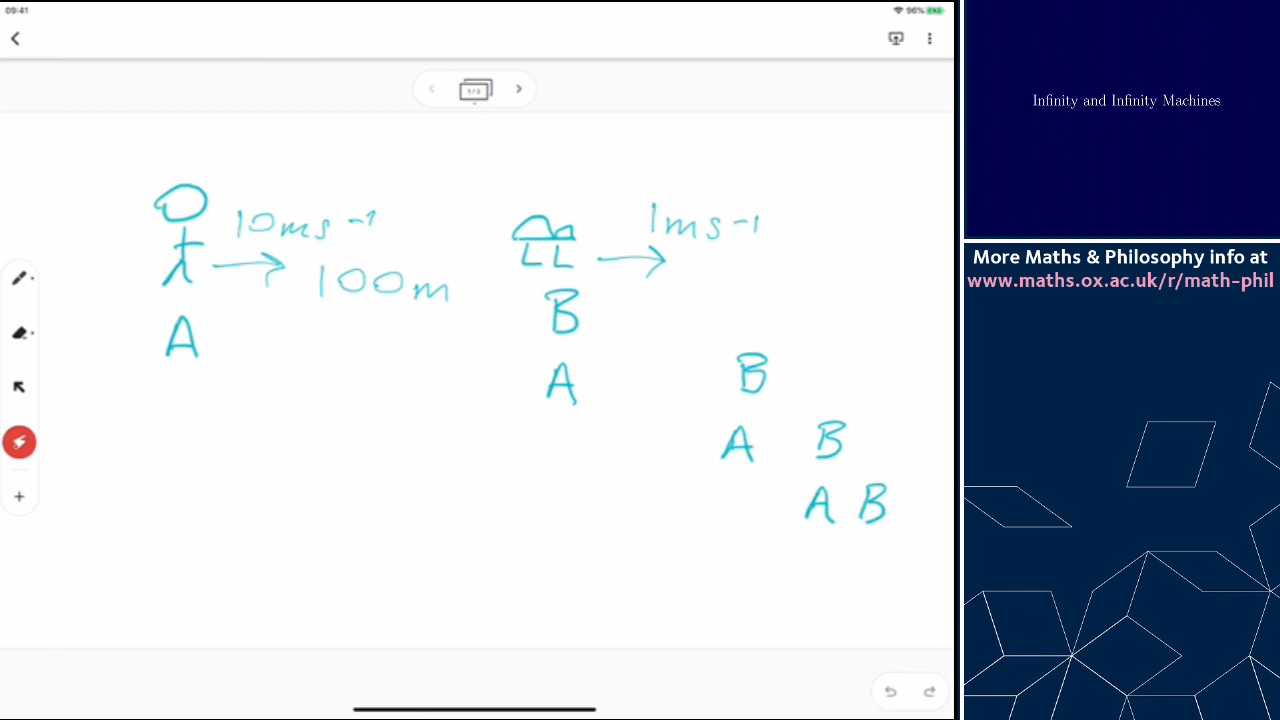 09:41
96%
1/3
10ms⁻¹
100m
A
1ms⁻¹
B
A
B
A B
A B
Infinity and Infinity Machines
More Maths & Philosophy info at
www.maths.ox.ac.uk/r/math-phil